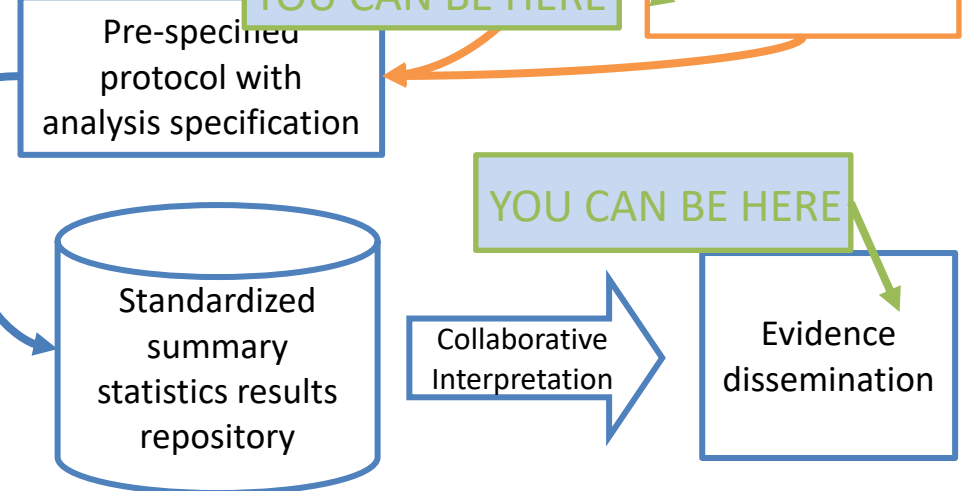 YOU CAN BE HERE
Pre-specified
protocol with
analysis specification
YOU CAN BE HERE
Standardized
summary
statistics results
repository
Collaborative
Interpretation
Evidence
dissemination